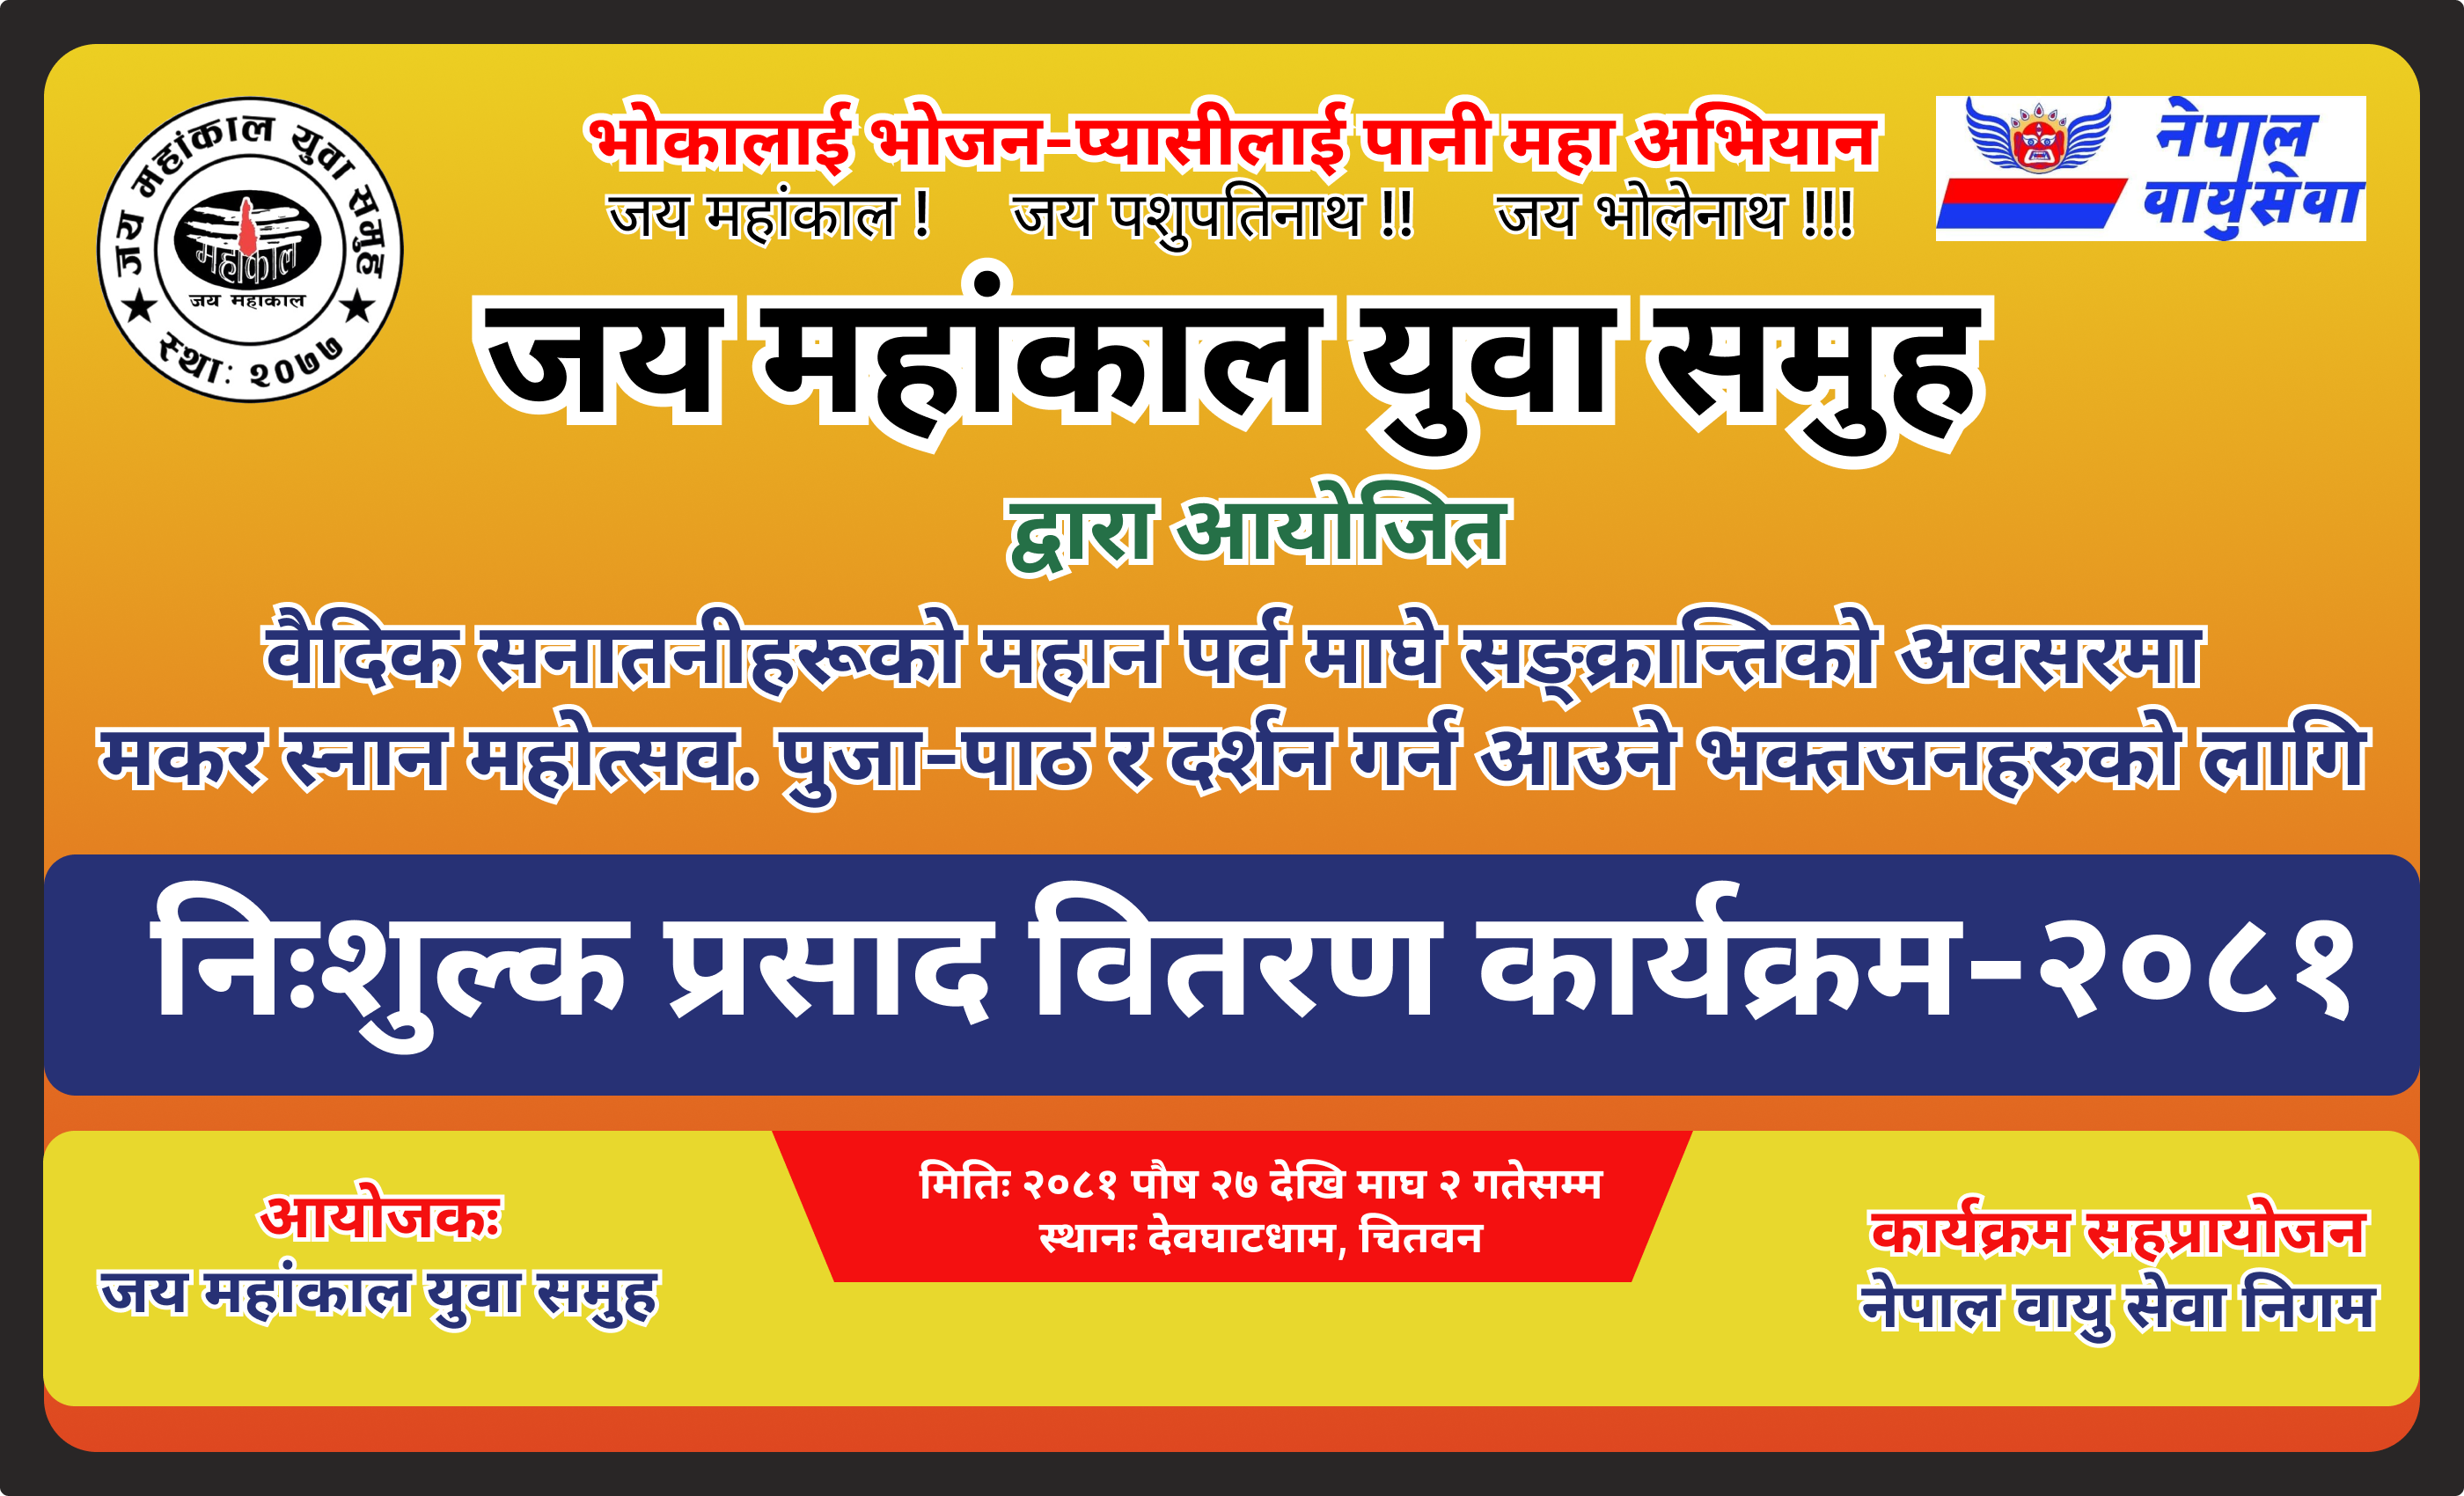 भोकालाई भोजन-प्यासीलाई पानी महा अभियान
जय महांकाल ! जय पशुपतिनाथ !! जय भोलेनाथ !!!
जय महांकाल युवा समुह
महाकाल
जय महाकाल
स्थाः २०७७
नेपाल
वायुसेवा
जय महांकाल युवा समुह
द्वारा आयोजित
वैदिक सनातनीहरूको महान पर्व माघे सङ्क्रान्तिको अवसरमा
मकर स्नान महोत्सव. पुजा-पाठ र दर्शन गर्न आउने भक्तजनहरुको लागि
निःशुल्क प्रसाद वितरण कार्यक्रम-२०८१
आयोजकः
जय महांकाल युवा समुह
मितिः २०८१ पौष २७ देखि माघ २ गतेसम्म
स्थानः देवघाटधाम, चितवन
कार्यक्रम सहप्रायोजन
नेपाल वायु सेवा निगम